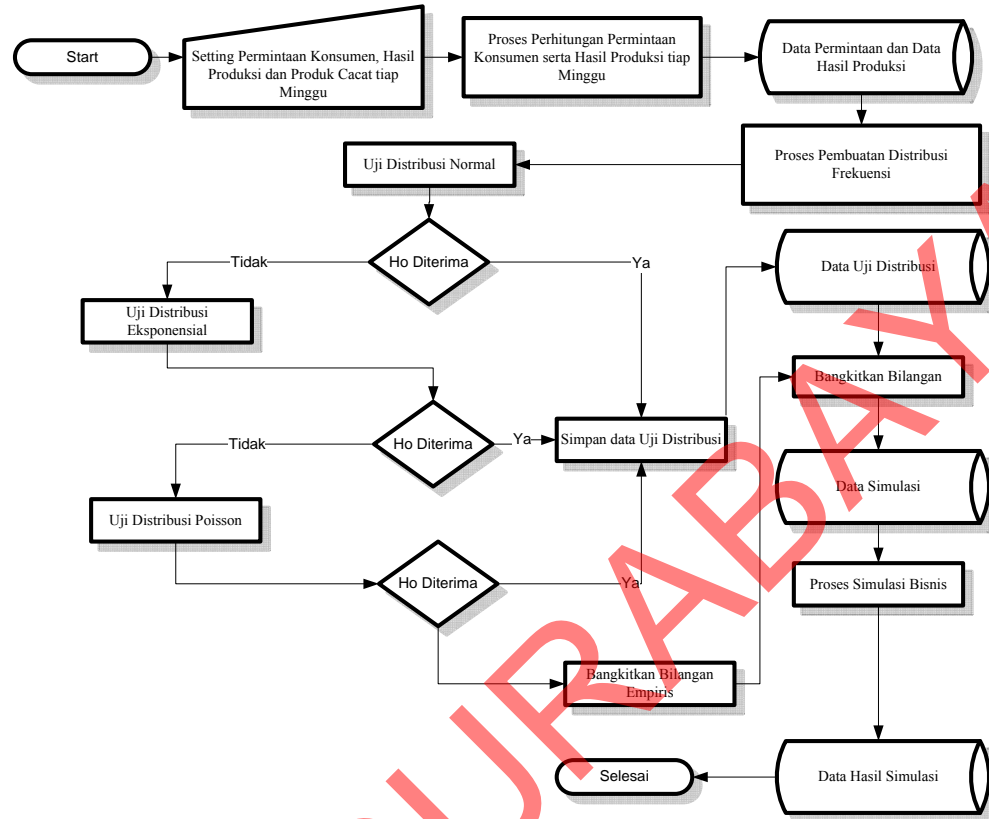 Start
Setting Permintaan Konsumen, Hasil
Produksi dan Produk Cacat tiap
Minggu
Proses Perhitungan Permintaan
Konsumen serta Hasil Produksi tiap
Minggu
Data Permintaan dan Data
Hasil Produksi
Proses Pembuatan Distribusi
Frekuensi
Uji Distribusi Normal
Ho Diterima
Tidak
Ya
Uji Distribusi
Eksponensial
Ho Diterima
Tidak
Ya
Simpan data Uji Distribusi
Data Uji Distribusi
Bangkitkan Bilangan
Uji Distribusi Poisson
Ho Diterima
Ya
Bangkitkan Bilangan
Empiris
Data Simulasi
Proses Simulasi Bisnis
Data Hasil Simulasi
Selesai
SURABAYA